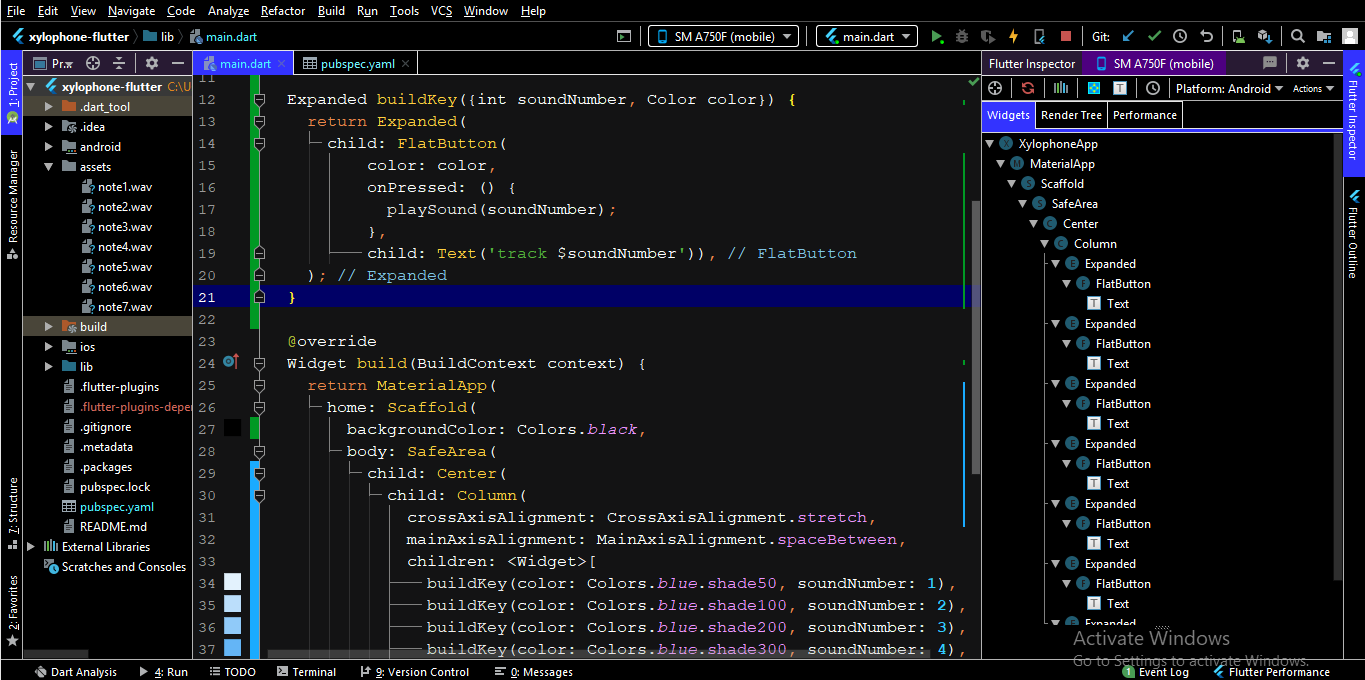 File Edit View Navigate Code Analyze Refactor Build Run Tools VCS Window Help
xylophone-flutter lib main.dart SM A750F (mobile) main.dart Git:
1: Project
Resource Manager
7: Structure
2: Favorites
Pr...
xylophone-flutter C:\U
.dart_tool
.idea
android
assets
note1.wav
note2.wav
note3.wav
note4.wav
note5.wav
note6.wav
note7.wav
build
ios
lib
.flutter-plugins
.flutter-plugins-deper
.gitignore
.metadata
.packages
pubspec.lock
pubspec.yaml
README.md
External Libraries
Scratches and Consoles
main.dart pubspec.yaml
11
12 Expanded buildKey({int soundNumber, Color color}) {
13 return Expanded(
14 child: FlatButton(
15 color: color,
16 onPressed: () {
17 playSound(soundNumber);
18 },
19 child: Text('track $soundNumber')), // FlatButton
20 ); // Expanded
21 }
22
23 @override
24 Widget build(BuildContext context) {
25 return MaterialApp(
26 home: Scaffold(
27 backgroundColor: Colors.black,
28 body: SafeArea(
29 child: Center(
30 child: Column(
31 crossAxisAlignment: CrossAxisAlignment.stretch,
32 mainAxisAlignment: MainAxisAlignment.spaceBetween,
33 children: <Widget>[
34 buildKey(color: Colors.blue.shade50, soundNumber: 1),
35 buildKey(color: Colors.blue.shade100, soundNumber: 2),
36 buildKey(color: Colors.blue.shade200, soundNumber: 3),
37 buildKey(color: Colors.blue.shade300, soundNumber: 4),
Flutter Inspector SM A750F (mobile)
Platform: Android Actions
Widgets Render Tree Performance
XylophoneApp
MaterialApp
Scaffold
SafeArea
Center
Column
Expanded
FlatButton
Text
Expanded
FlatButton
Text
Expanded
FlatButton
Text
Expanded
FlatButton
Text
Expanded
FlatButton
Text
Expanded
FlatButton
Text
Expanded
Flutter Inspector
Flutter Outline
Activate Windows
Go to Settings to activate Windows.
Dart Analysis 4: Run TODO Terminal 9: Version Control 0: Messages 1 Event Log Flutter Performance